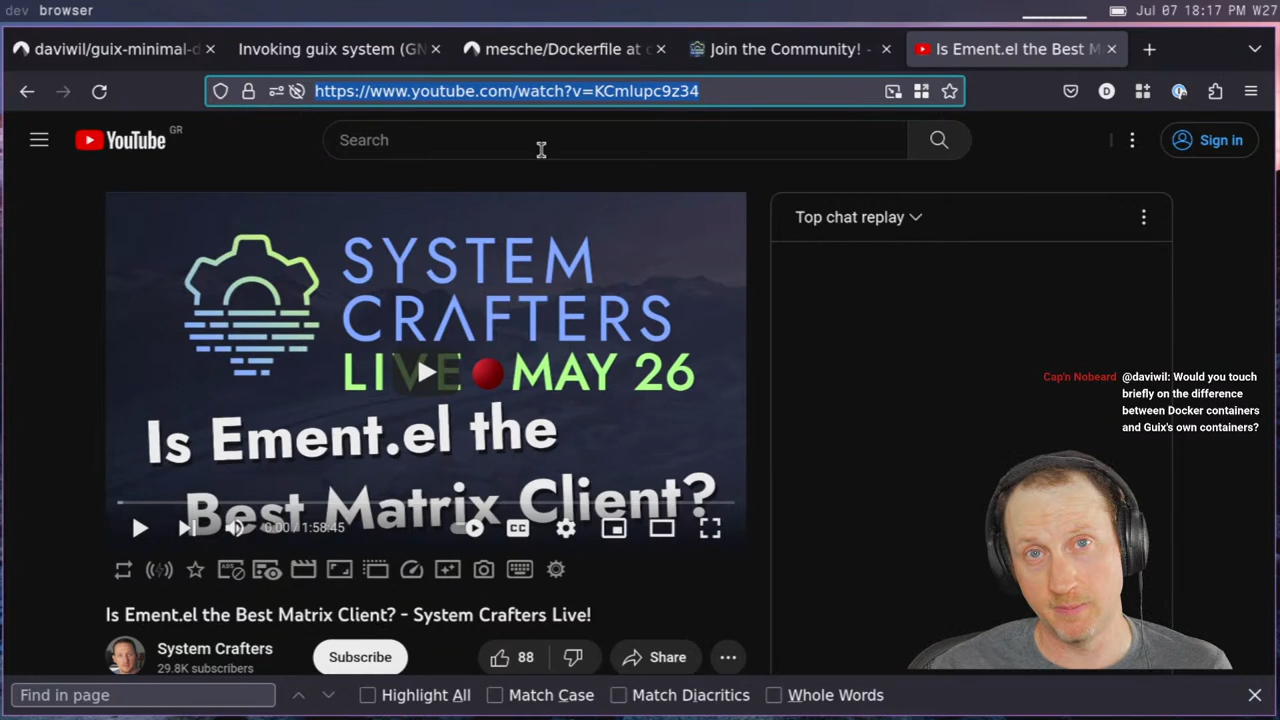 dev browser
Jul 07 18:17 W27
daviwil/guix-minimal-d
Invoking guix system (GN
mesche/Dockerfile at c
Join the Community! -
Is Ement.el the Best M
https://www.youtube.com/watch?v=KCmlupc9z34
YouTube GR
Search
Sign in
SYSTEM
CRAFTERS
LIVE MAY 26
Is Ement.el the
Best Matrix Client?
0:00 / 1:58:45
CC
ADS
Top chat replay
Cap'n Nobeard @daviwil: Would you touch
briefly on the difference
between Docker containers
and Guix's own containers?
Is Ement.el the Best Matrix Client? - System Crafters Live!
System Crafters
29.8K subscribers
Subscribe
88
Share
Find in page
Highlight All
Match Case
Match Diacritics
Whole Words